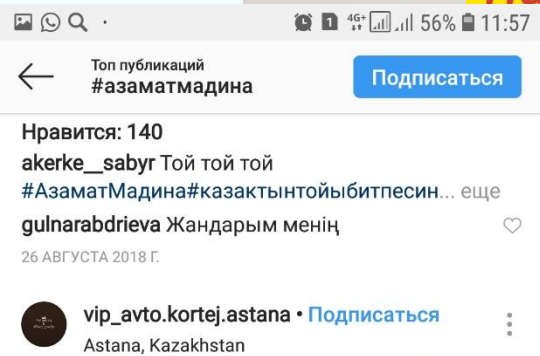 56% 11:57
Топ публикаций
#азаматмадина
Подписаться
Нравится: 140
akerke__sabyr Той той той
#АзаматМадина#казактынтойыбитпесин... еще
gulnarabdrieva Жандарым менің
26 АВГУСТА 2018 Г.
vip_avto.kortej.astana • Подписаться
Astana, Kazakhstan